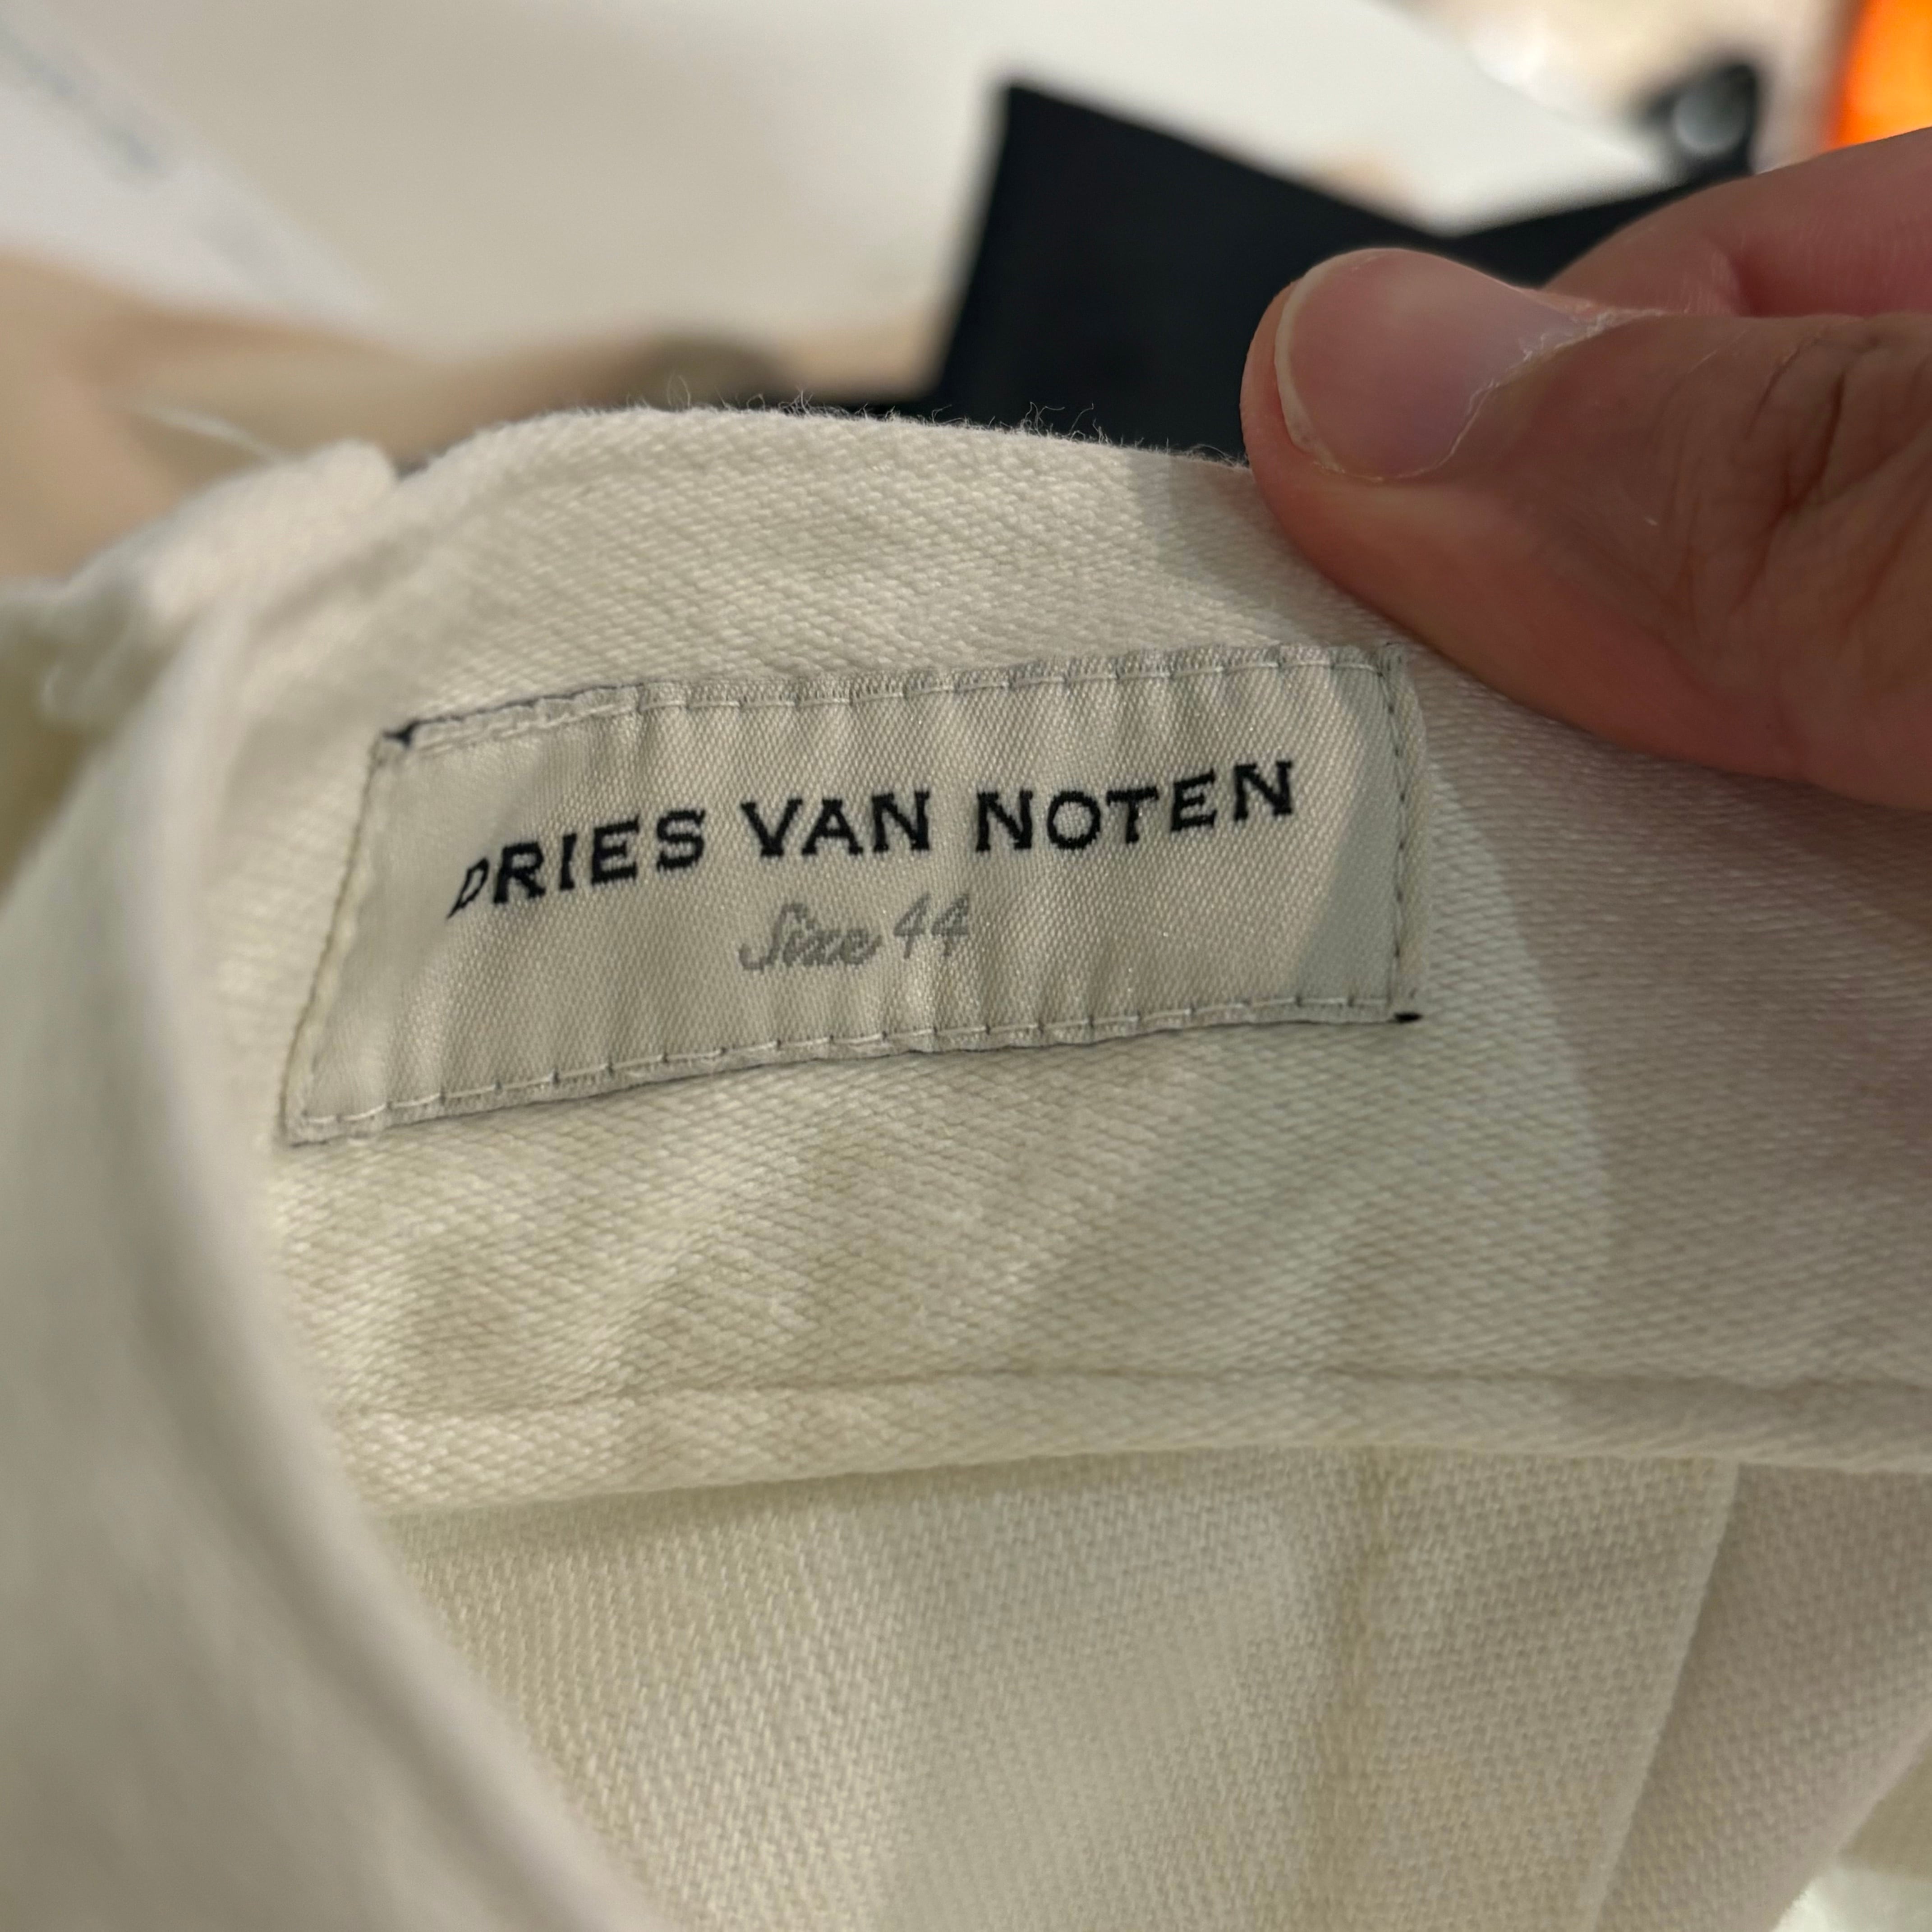 DRIES VAN NOTEN
Size 44